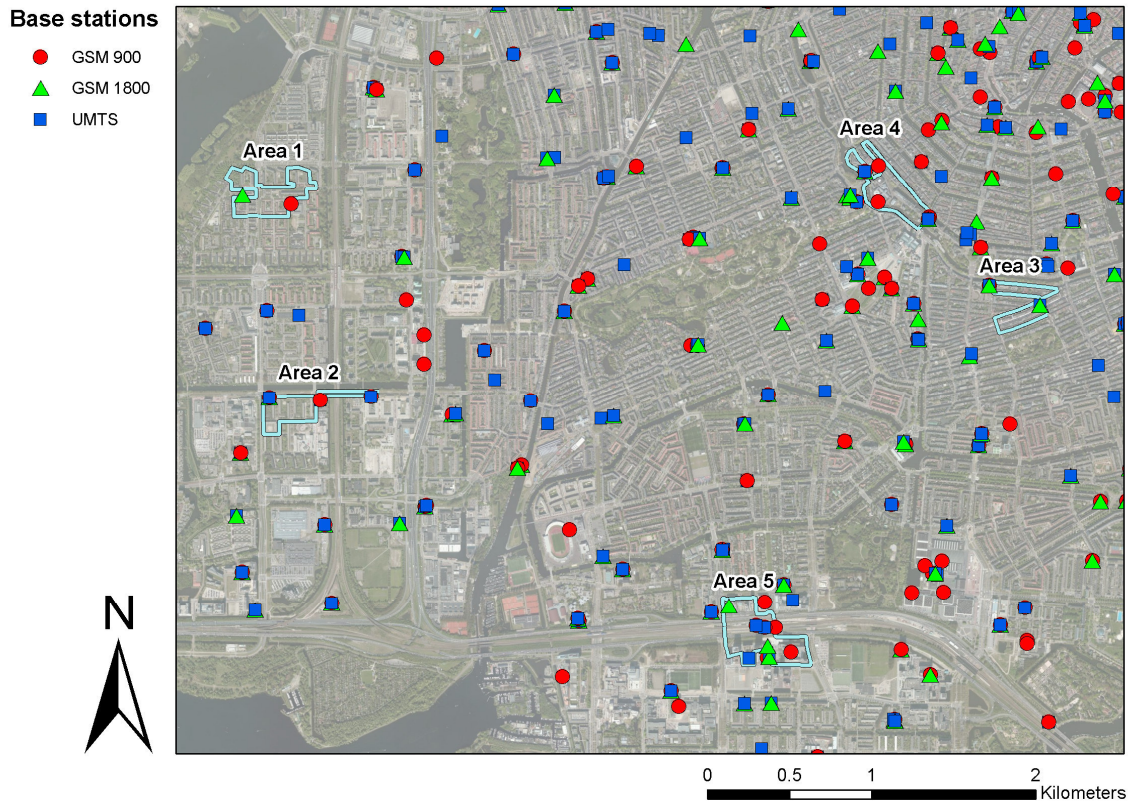 Base stations
GSM 900
GSM 1800
UMTS
Area 1
Area 4
Area 3
Area 2
Area 5
N
0 0.5 1 2
Kilometers